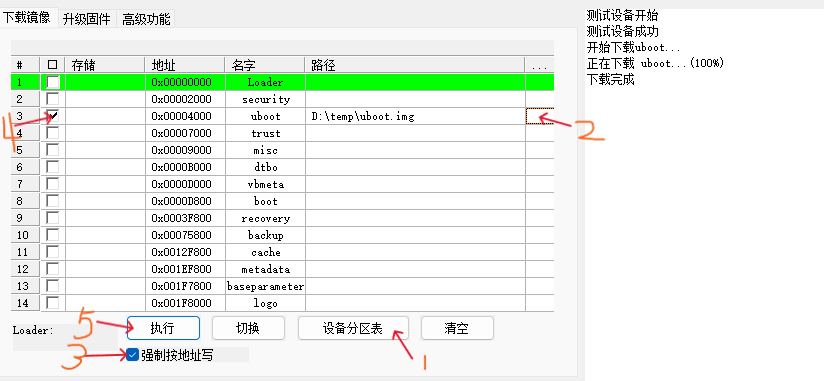 下载镜像 升级固件 高级功能
# 口 存储 地址 名字 路径 ...
1 0x00000000 Loader
2 0x00002000 security
3 0x00004000 uboot D:\temp\uboot.img
4 0x00007000 trust
5 0x00009000 misc
6 0x0000B000 dtbo
7 0x0000D000 vbmeta
8 0x0000D800 boot
9 0x0003F800 recovery
10 0x00075800 backup
11 0x0012F800 cache
12 0x001EF800 metadata
13 0x001F7800 baseparameter
14 0x001F8000 logo
4
2
Loader: 5 执行 切换 设备分区表 清空
3 强制按地址写 1
测试设备开始
测试设备成功
开始下载uboot...
正在下载 uboot...(100%)
下载完成